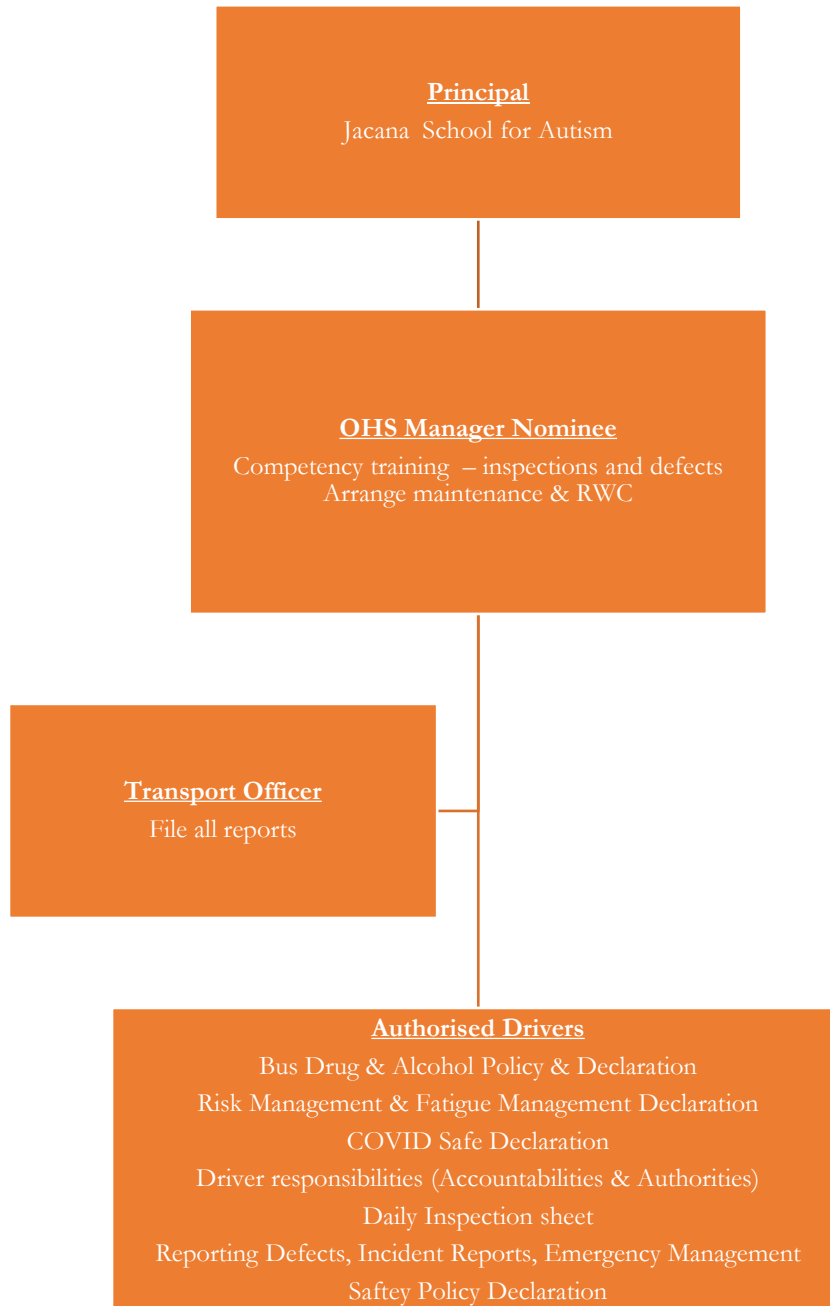 Principal
Jacana School for Autism
OHS Manager Nominee
Competency training – inspections and defects
Arrange maintenance & RWC
Transport Officer
File all reports
Authorised Drivers
Bus Drug & Alcohol Policy & Declaration
Risk Management & Fatigue Management Declaration
COVID Safe Declaration
Driver responsibilities (Accountabilities & Authorities)
Daily Inspection sheet
Reporting Defects, Incident Reports, Emergency Management
Saftey Policy Declaration